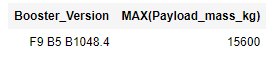 Booster_Version MAX(Payload_mass_kg)
F9 B5 B1048.4 15600